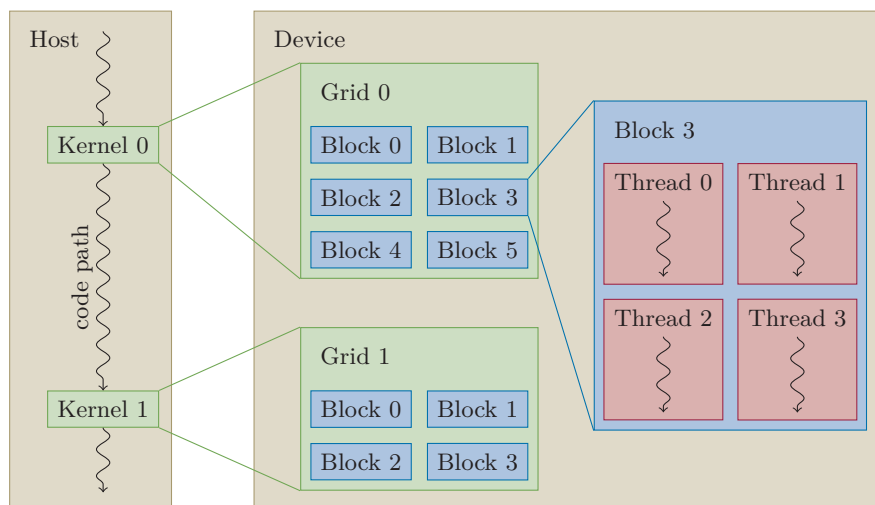 Host
Kernel 0
code path
Kernel 1
Device
Grid 0
Block 0
Block 1
Block 2
Block 3
Block 4
Block 5
Grid 1
Block 0
Block 1
Block 2
Block 3
Block 3
Thread 0
Thread 1
Thread 2
Thread 3